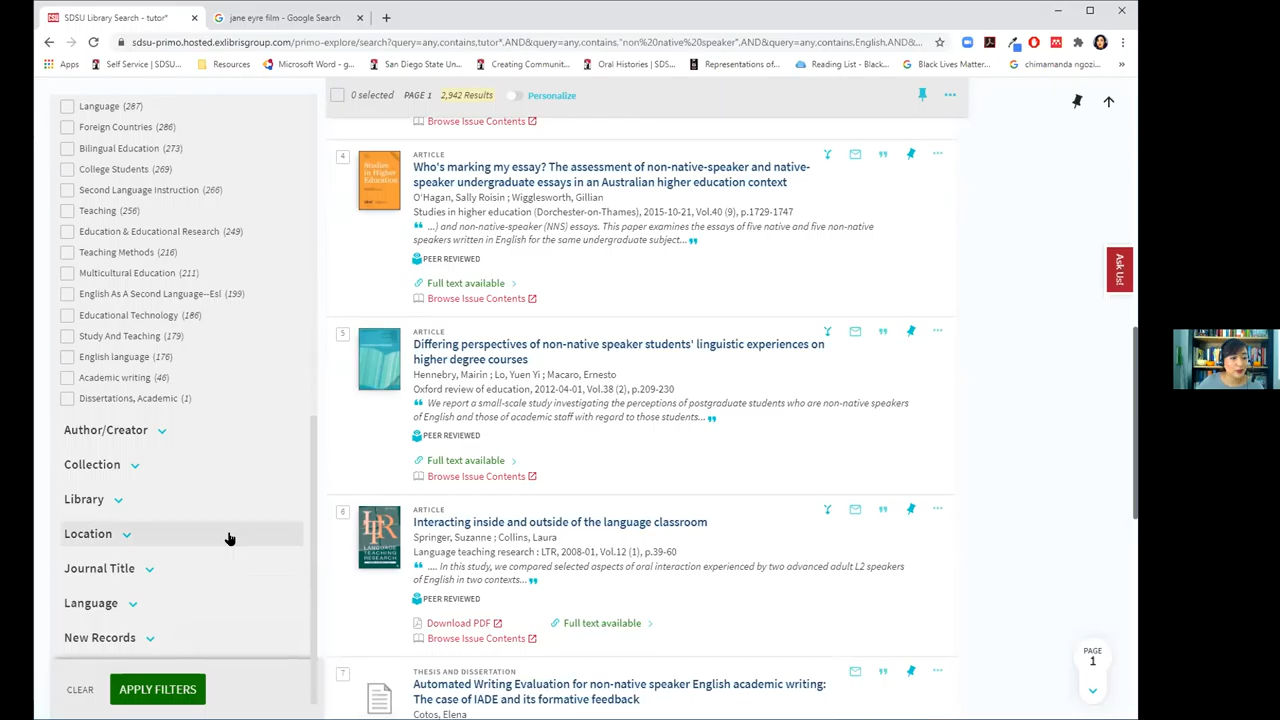 SDSU Library Search - tutor*
jane eyre film - Google Search
sdsu-primo.hosted.exlibrisgroup.com/primo-explore/search?query=any,contains,tutor*,AND&query=any,contains,"non%20native%20speaker",AND&query=any,contains,English,AND&...
Apps
Self Service | SDSU...
Resources
Microsoft Word - g...
San Diego State Un...
Creating Communit...
Oral Histories | SDS...
Representations of...
Reading List - Black...
Black Lives Matter...
chimamanda ngozi...
Language (287)
Foreign Countries (286)
Bilingual Education (273)
College Students (269)
Second Language Instruction (266)
Teaching (256)
Education & Educational Research (249)
Teaching Methods (216)
Multicultural Education (211)
English As A Second Language--Esl (199)
Educational Technology (186)
Study And Teaching (179)
English language (176)
Academic writing (46)
Dissertations, Academic (1)
Author/Creator
Collection
Library
Location
Journal Title
Language
New Records
CLEAR
APPLY FILTERS
0 selected PAGE 1 2,942 Results Personalize
Browse Issue Contents
4
ARTICLE
Who's marking my essay? The assessment of non-native-speaker and native-
speaker undergraduate essays in an Australian higher education context
O'Hagan, Sally Roisin ; Wigglesworth, Gillian
Studies in higher education (Dorchester-on-Thames), 2015-10-21, Vol.40 (9), p.1729-1747
❝ ...) and non-native-speaker (NNS) essays. This paper examines the essays of five native and five non-native
speakers written in English for the same undergraduate subject... ❞
PEER REVIEWED
Full text available
Browse Issue Contents
5
ARTICLE
Differing perspectives of non-native speaker students' linguistic experiences on
higher degree courses
Hennebry, Mairin ; Lo, Yuen Yi ; Macaro, Ernesto
Oxford review of education, 2012-04-01, Vol.38 (2), p.209-230
❝ We report a small-scale study investigating the perceptions of postgraduate students who are non-native speakers
of English and those of academic staff with regard to those students... ❞
PEER REVIEWED
Full text available
Browse Issue Contents
6
ARTICLE
Interacting inside and outside of the language classroom
Springer, Suzanne ; Collins, Laura
Language teaching research : LTR, 2008-01, Vol.12 (1), p.39-60
❝ .... In this study, we compared selected aspects of oral interaction experienced by two advanced adult L2 speakers
of English in two contexts... ❞
PEER REVIEWED
Download PDF Full text available
Browse Issue Contents
7
THESIS AND DISSERTATION
Automated Writing Evaluation for non-native speaker English academic writing:
The case of IADE and its formative feedback
Cotos, Elena
Ask Us!
PAGE
1